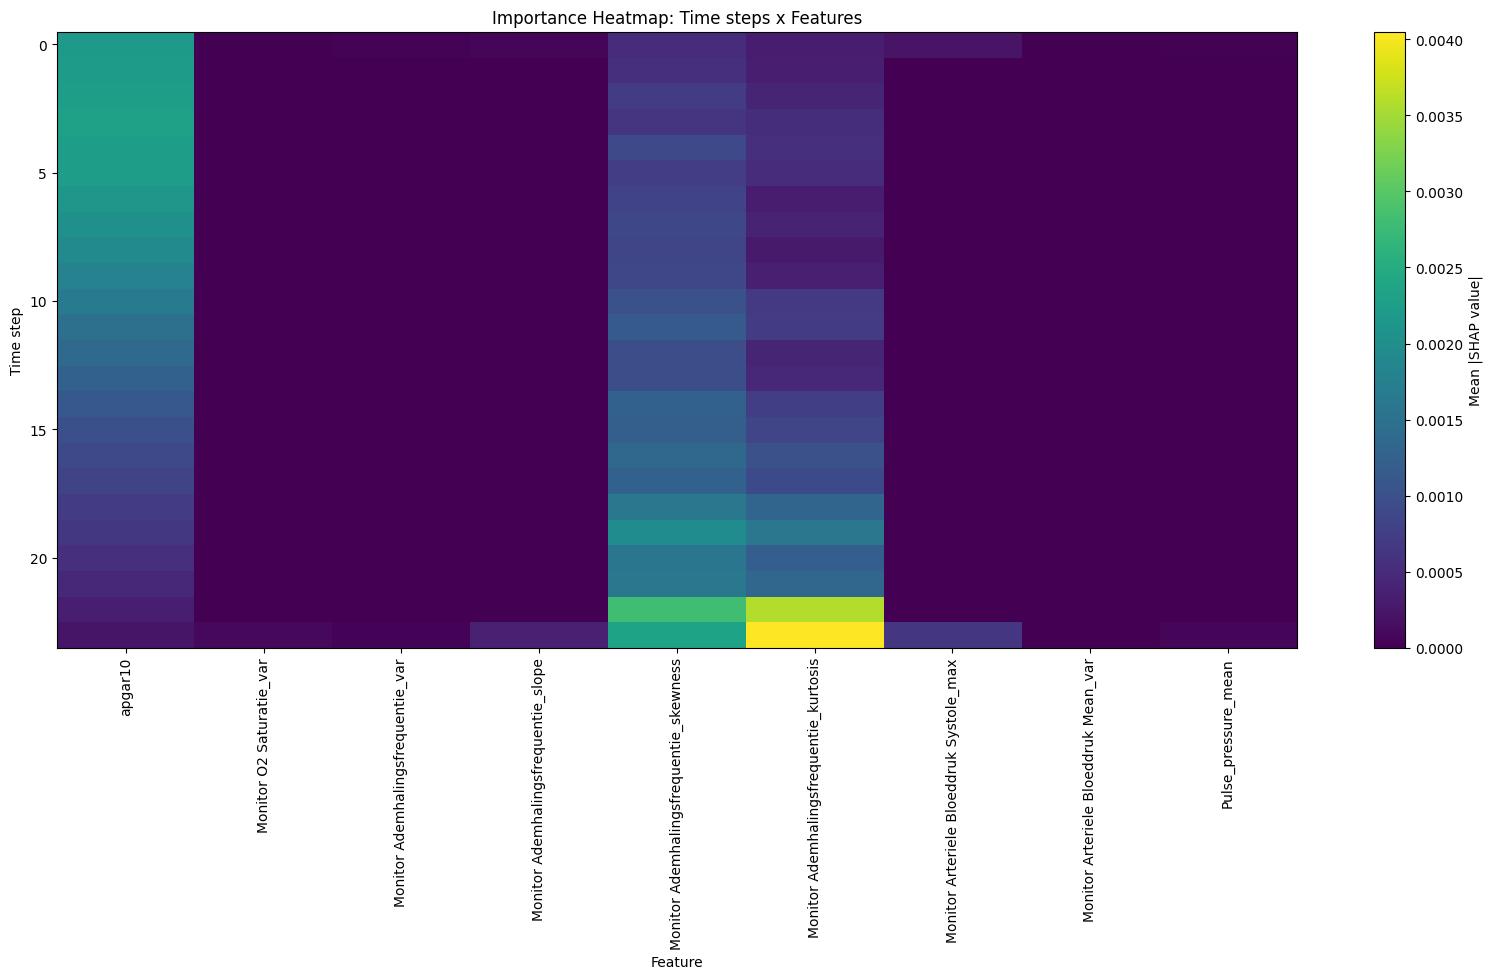 Importance Heatmap: Time steps x Features
0
5
10
15
20
Time step
apgar10
Monitor O2 Saturatie_var
Monitor Ademhalingsfrequentie_var
Monitor Ademhalingsfrequentie_slope
Monitor Ademhalingsfrequentie_skewness
Monitor Ademhalingsfrequentie_kurtosis
Monitor Arteriele Bloeddruk Systole_max
Monitor Arteriele Bloeddruk Mean_var
Pulse_pressure_mean
Feature
0.0040
0.0035
0.0030
0.0025
0.0020
0.0015
0.0010
0.0005
0.0000
Mean |SHAP value|